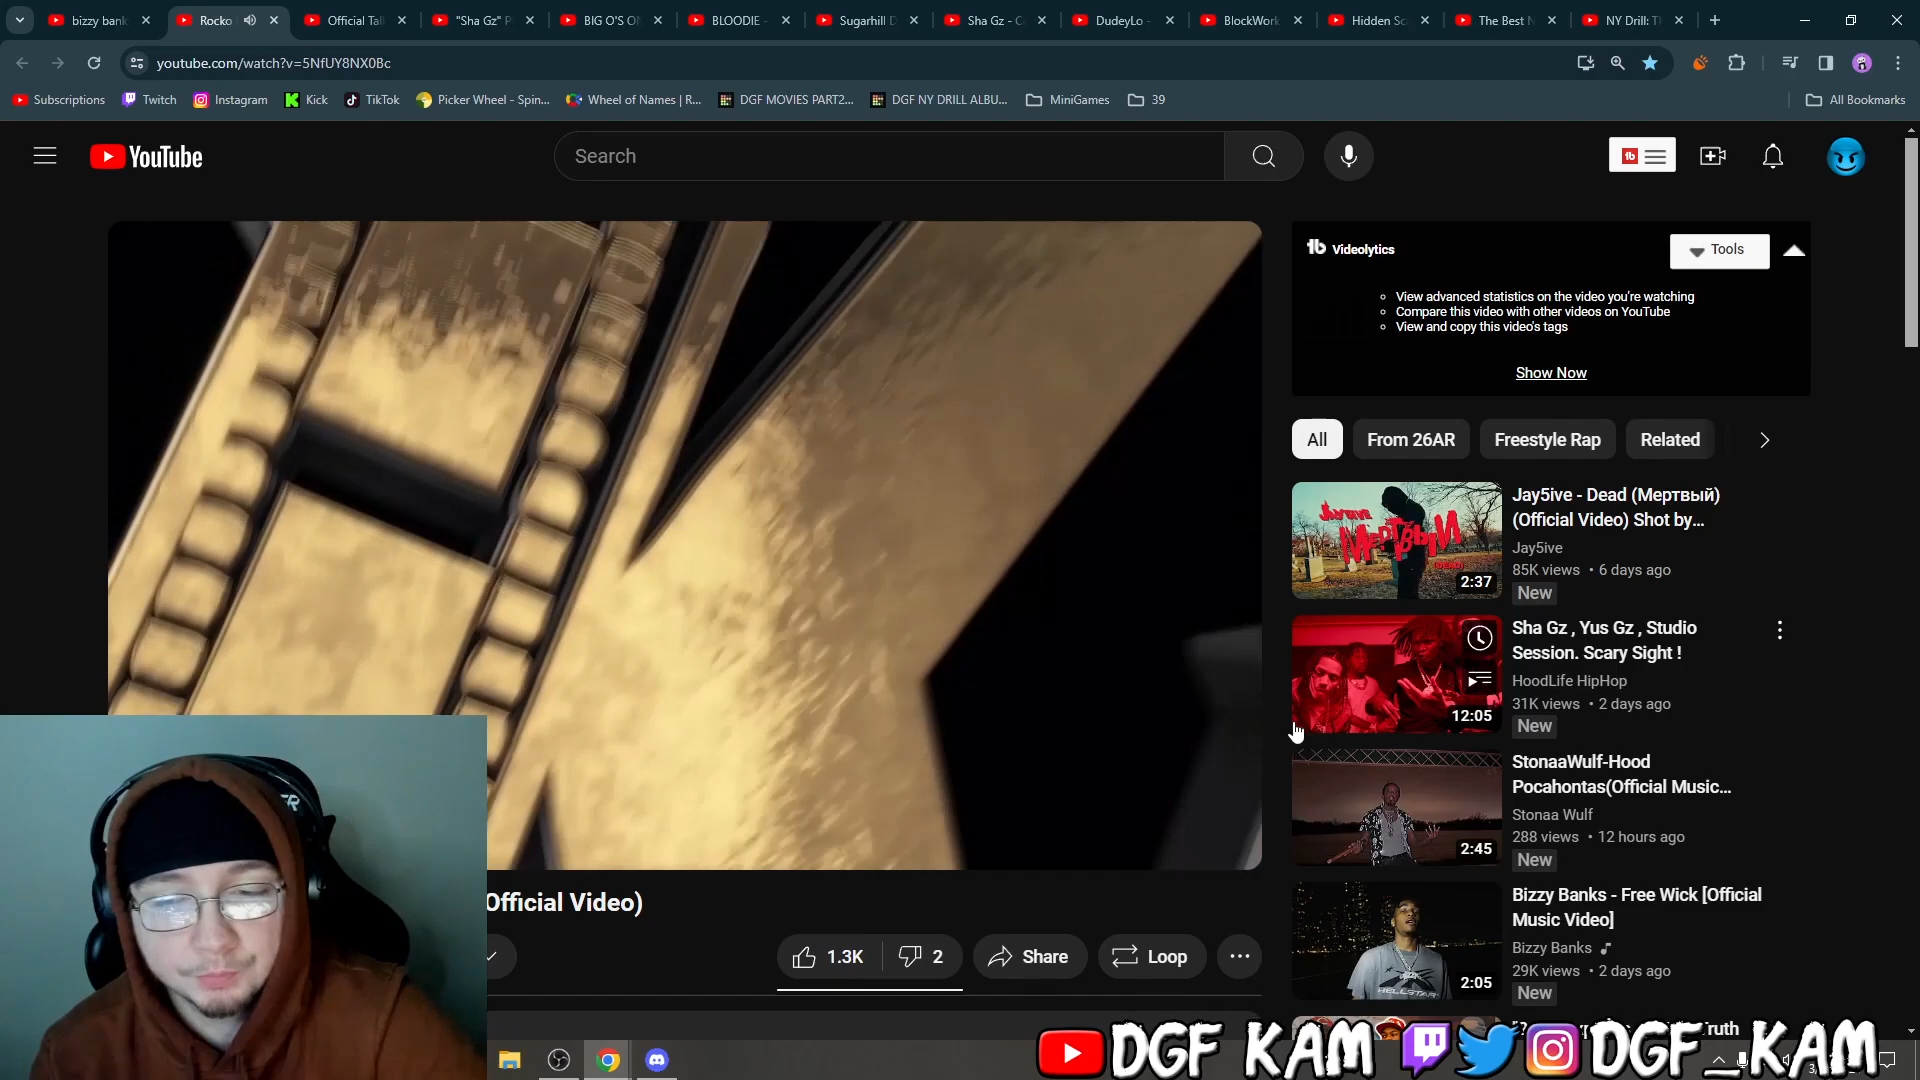 bizzy bank
Rocko
Official Tal
"Sha Gz" P
BIG O'S O
BLOODIE -
Sugarhill D
Sha Gz - C
DudeyLo -
BlockWork
Hidden Sc
The Best N
NY Drill: T
youtube.com/watch?v=5NfUY8NX0Bc
Subscriptions
Twitch
Instagram
Kick
TikTok
Picker Wheel - Spin...
Wheel of Names | R...
DGF MOVIES PART2...
DGF NY DRILL ALBU...
MiniGames
39
All Bookmarks
YouTube
Search
Videolytics
Tools
View advanced statistics on the video you're watching
Compare this video with other videos on YouTube
View and copy this video's tags
Show Now
All
From 26AR
Freestyle Rap
Related
JAY5IVE
МЕРТВЫЙ
(DEAD)
2:37
Jay5ive - Dead (Мертвый)
(Official Video) Shot by...
Jay5ive
85K views • 6 days ago
New
12:05
Sha Gz , Yus Gz , Studio
Session. Scary Sight !
HoodLife HipHop
31K views • 2 days ago
New
2:45
StonaaWulf-Hood
Pocahontas(Official Music...
Stonaa Wulf
288 views • 12 hours ago
New
HELLSTAR
2:05
Bizzy Banks - Free Wick [Official
Music Video]
Bizzy Banks
29K views • 2 days ago
New
Truth
Official Video)
1.3K
2
Share
Loop
DGF KAM
DGF_KAM